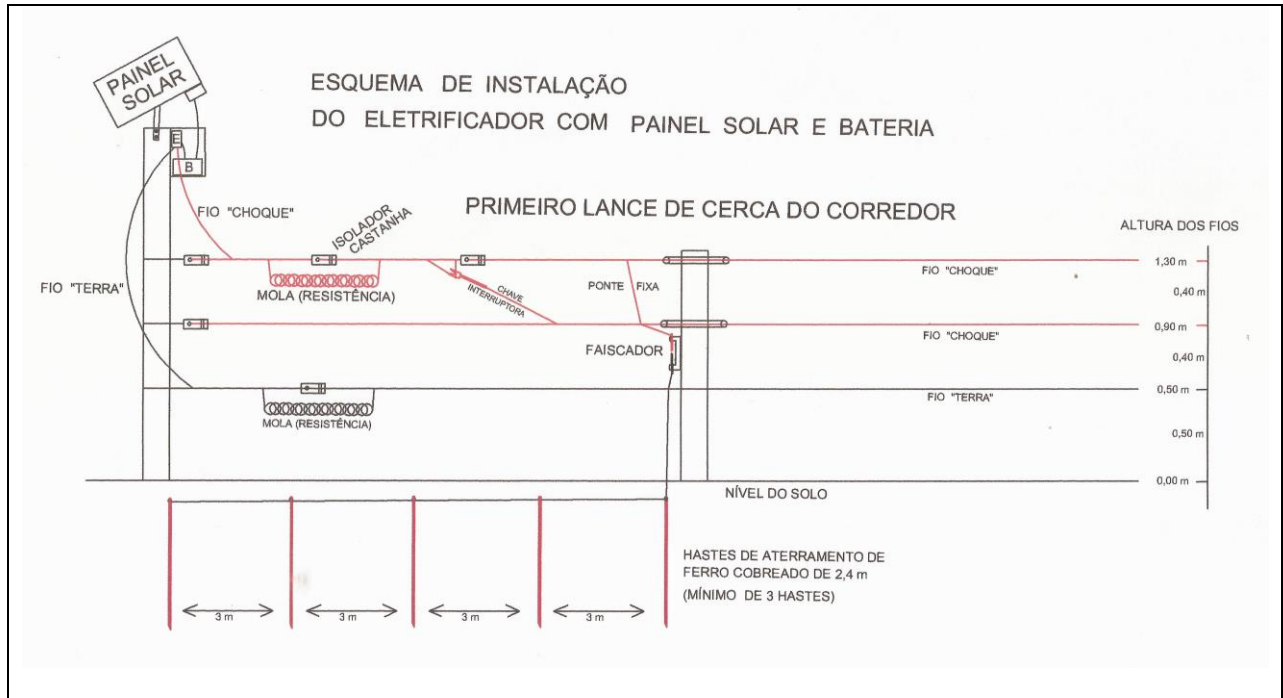 PAINEL
SOLAR
ESQUEMA DE INSTALAÇÃO
DO ELETRIFICADOR COM PAINEL SOLAR E BATERIA
E
B
FIO "CHOQUE"
PRIMEIRO LANCE DE CERCA DO CORREDOR
ISOLADOR
CASTANHA
ALTURA DOS FIOS
1,30 m
FIO "CHOQUE"
FIO "TERRA"
MOLA (RESISTÊNCIA)
CHAVE
INTERRUPTORA
PONTE FIXA
0,40 m
0,90 m
FIO "CHOQUE"
FAISCADOR
0,40 m
0,50 m
FIO "TERRA"
MOLA (RESISTÊNCIA)
0,50 m
0,00 m
NÍVEL DO SOLO
HASTES DE ATERRAMENTO DE
FERRO COBREADO DE 2,4 m
(MÍNIMO DE 3 HASTES)
3 m
3 m
3 m
3 m